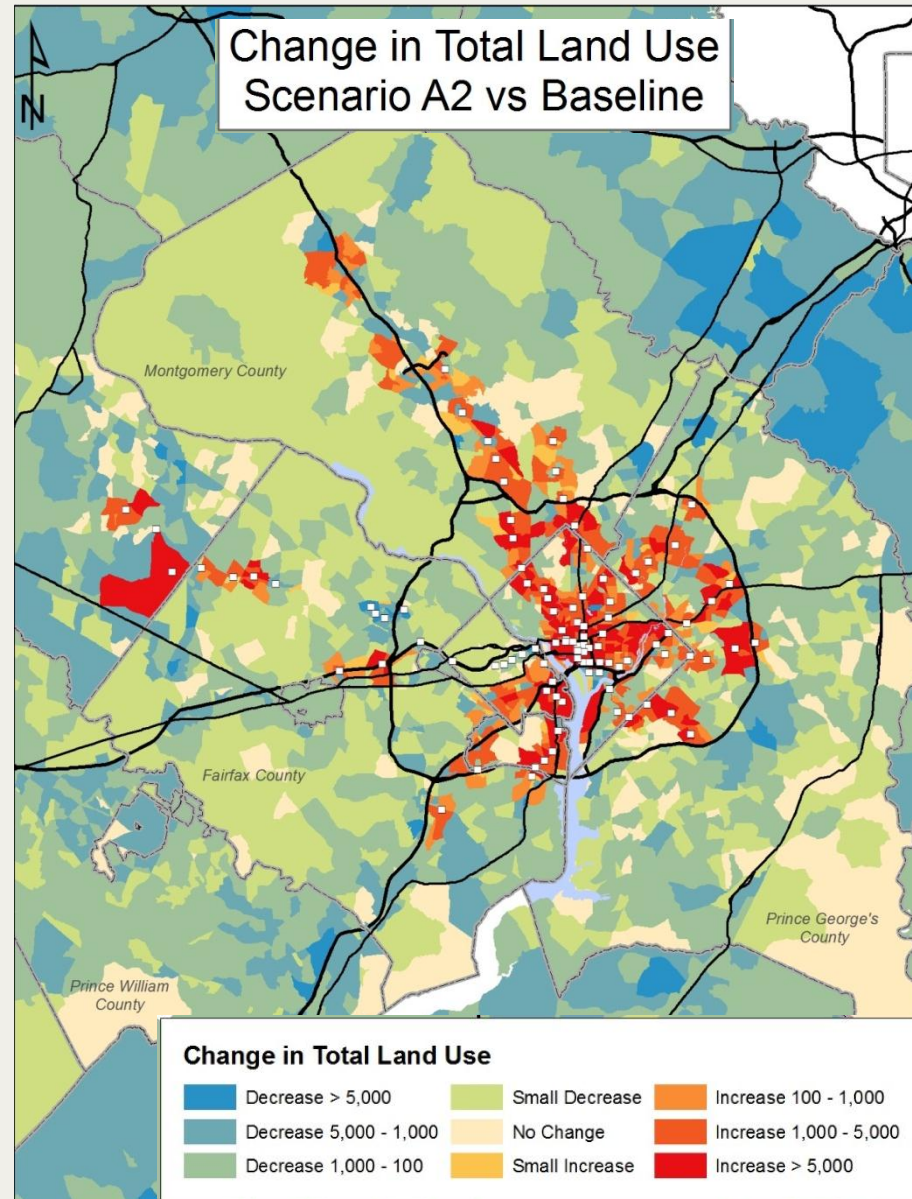 Change in Total Land Use
Scenario A2 vs Baseline
N
Montgomery County
Fairfax County
Prince George's
County
Prince William
County
Change in Total Land Use
Decrease > 5,000
Small Decrease
Increase 100 - 1,000
Decrease 5,000 - 1,000
No Change
Increase 1,000 - 5,000
Decrease 1,000 - 100
Small Increase
Increase > 5,000